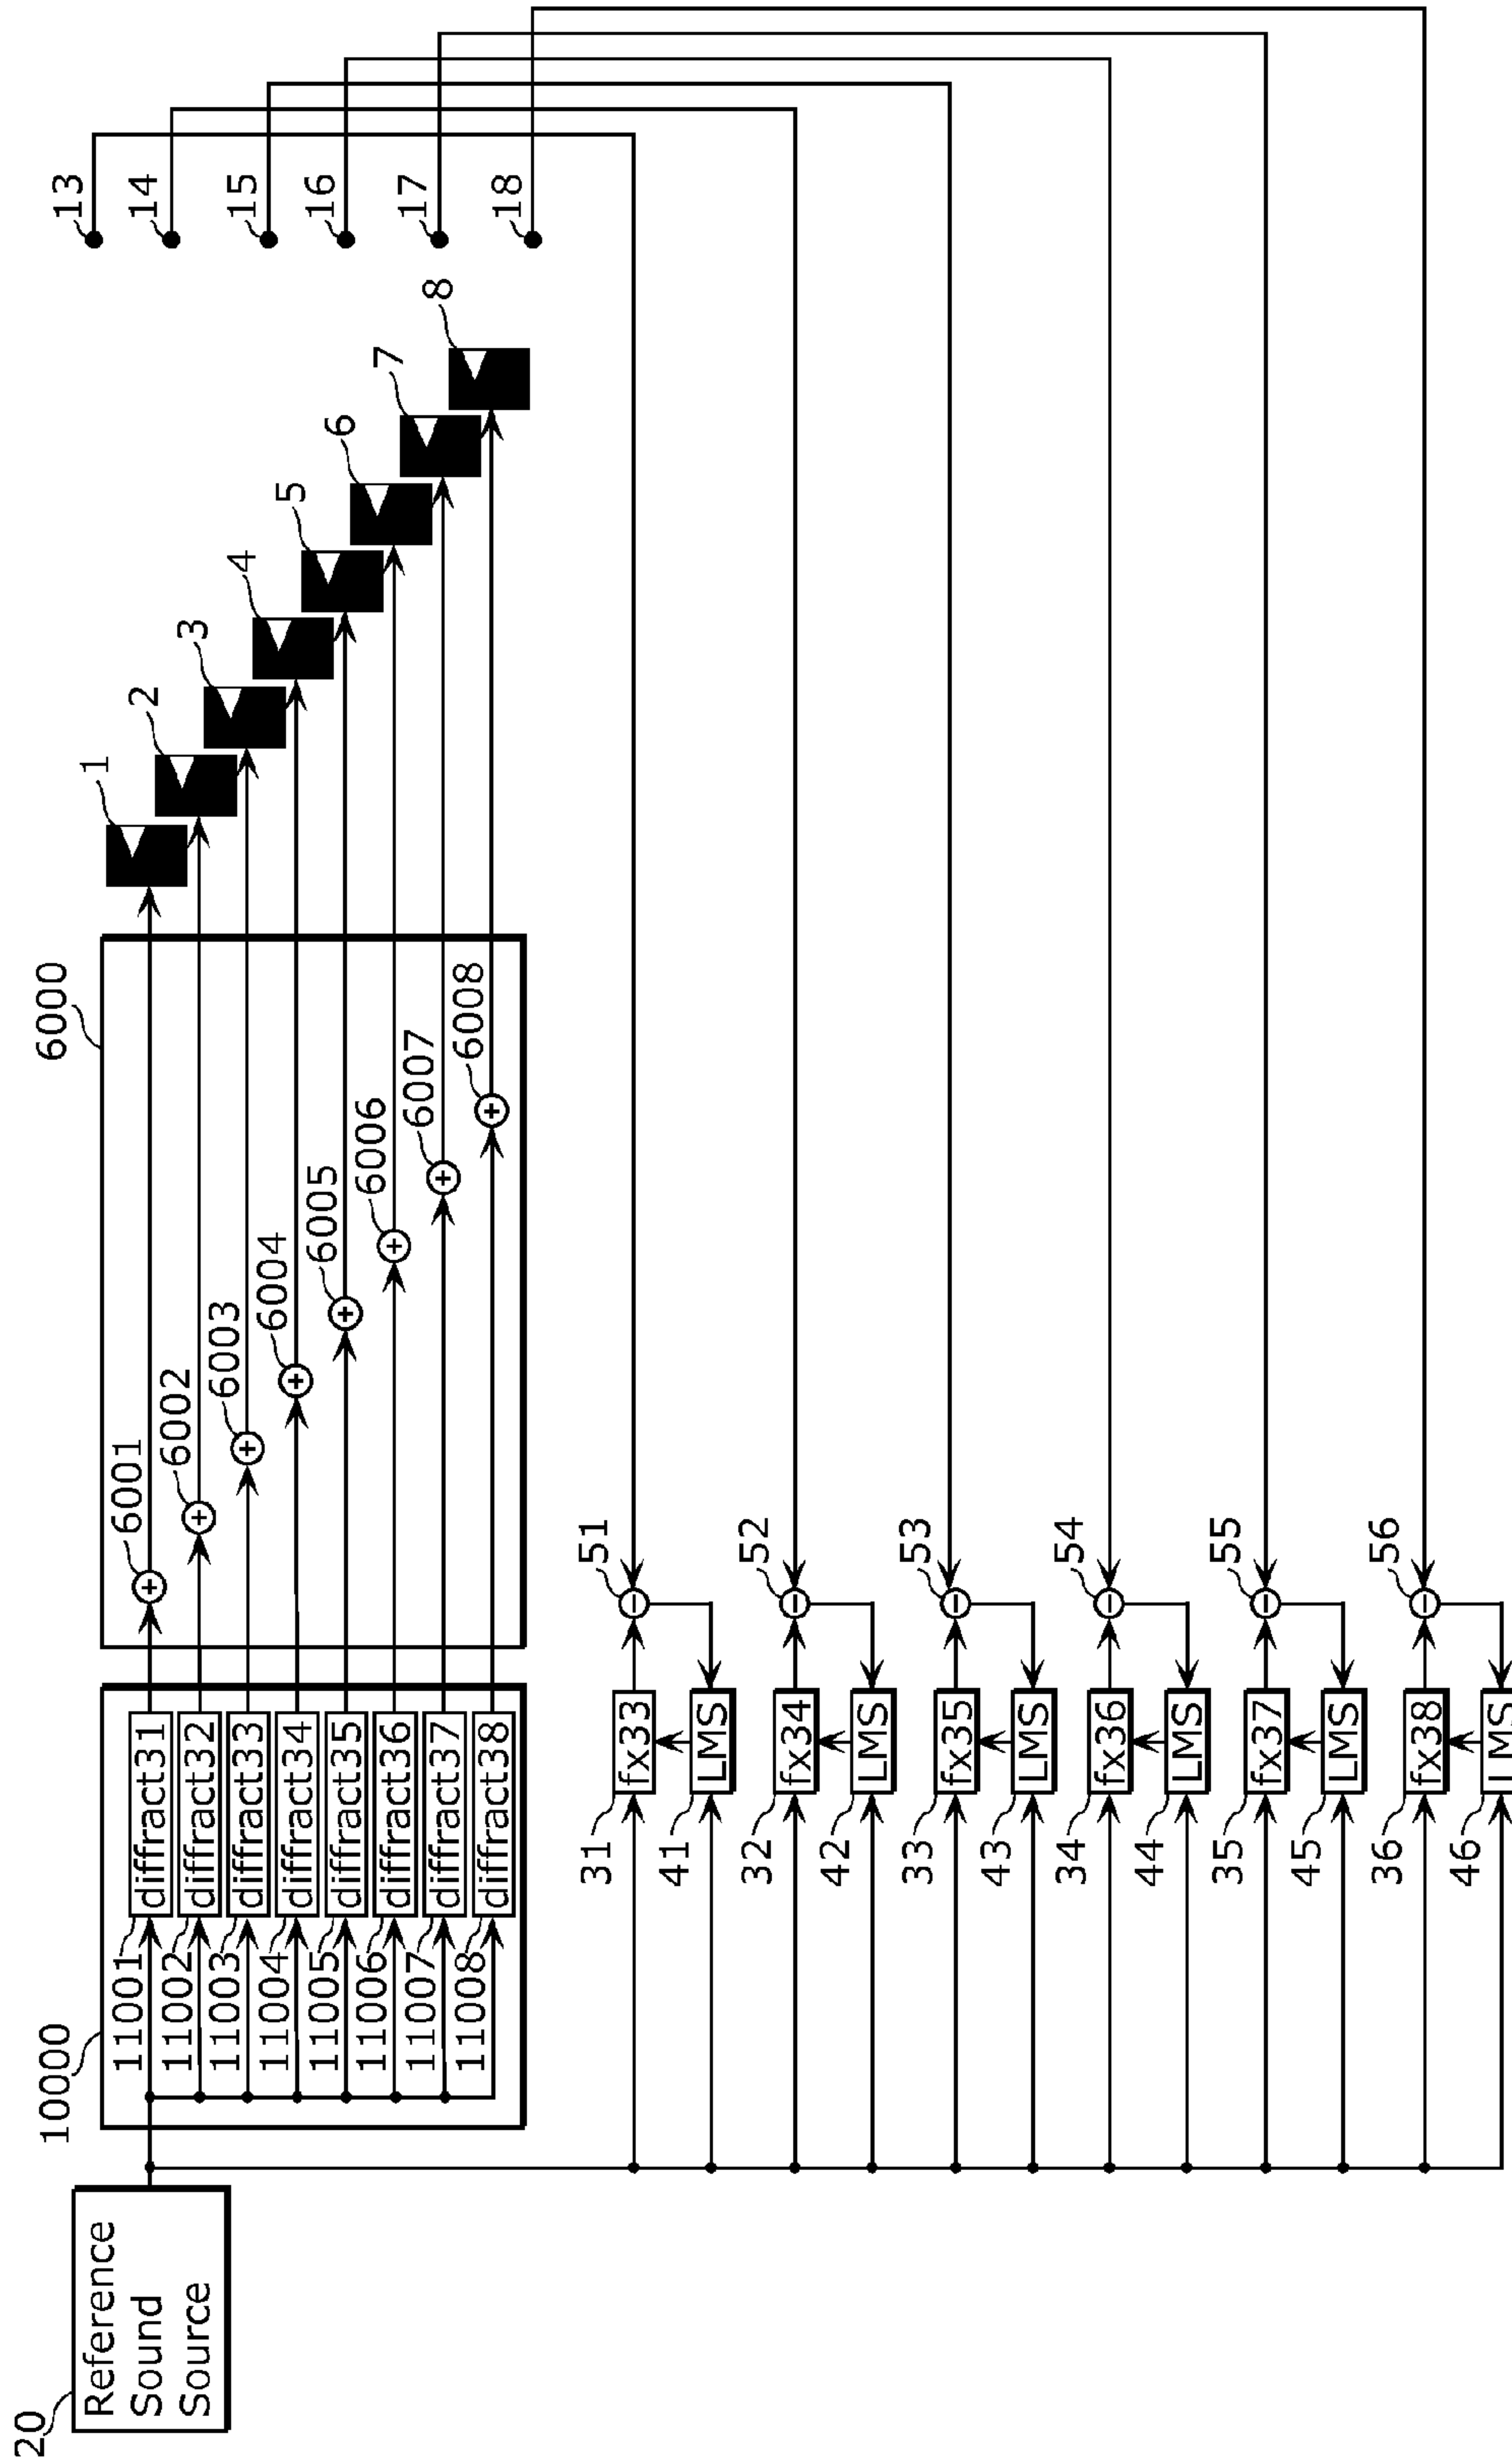 20
Reference
Sound
Source
10000
11001
diffract31
11002
diffract32
11003
diffract33
11004
diffract34
11005
diffract35
11006
diffract36
11007
diffract37
11008
diffract38
6000
6001
+
6002
+
6003
+
6004
+
6005
+
6006
+
6007
+
6008
+
1
2
3
4
5
6
7
8
13
14
15
16
17
18
31
fx33
51
−
41
LMS
32
fx34
52
−
42
LMS
33
fx35
53
−
43
LMS
34
fx36
54
−
44
LMS
35
fx37
55
−
45
LMS
36
fx38
56
−
46
LMS